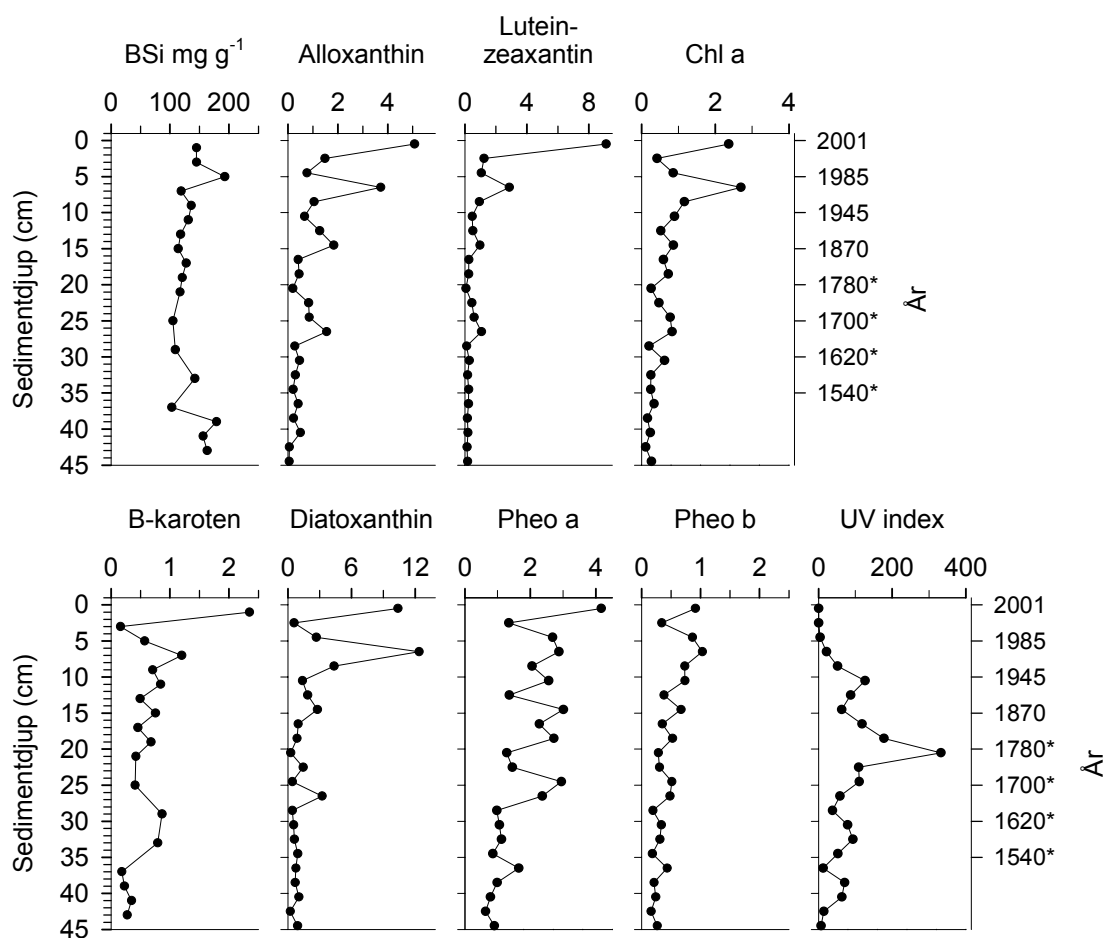 Lutein-
BSi mg g⁻¹ Alloxanthin zeaxantin Chl a
0 100 200 0 2 4 0 4 8 0 2 4
0 2001
5 1985
10 1945
15 1870
20 1780*
25 1700*
30 1620*
35 1540*
40
45
Sedimentdjup (cm)
År
B-karoten Diatoxanthin Pheo a Pheo b UV index
0 1 2 0 6 12 0 2 4 0 1 2 0 200 400
0 2001
5 1985
10 1945
15 1870
20 1780*
25 1700*
30 1620*
35 1540*
40
45
Sedimentdjup (cm)
År